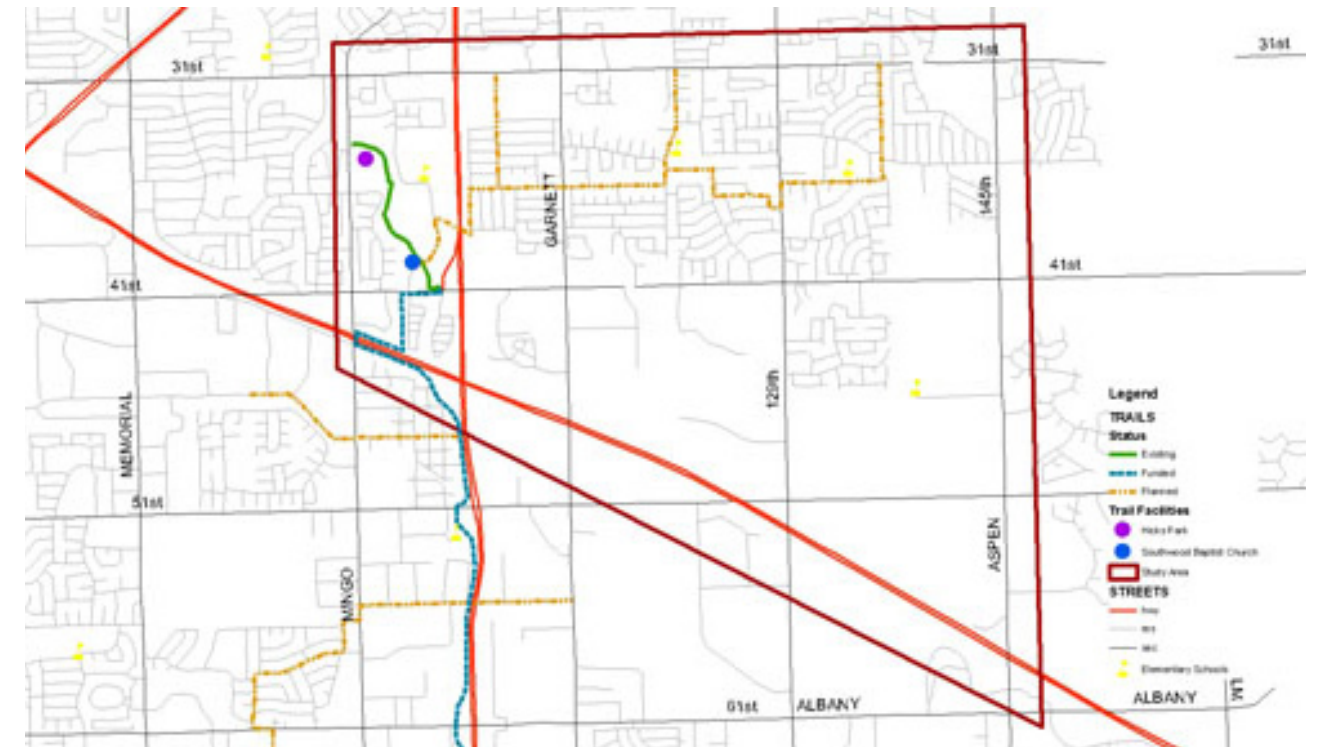 31st
31st
31st
GARNETT
145th
41st
41st
129th
MEMORIAL
51st
ASPEN
MINGO
61st
ALBANY
ALBANY
LM
Legend
TRAILS
Status
Existing
Funded
Planned
Trail Facilities
Hicks Park
Southwood Baptist Church
Study Area
STREETS
Elementary Schools